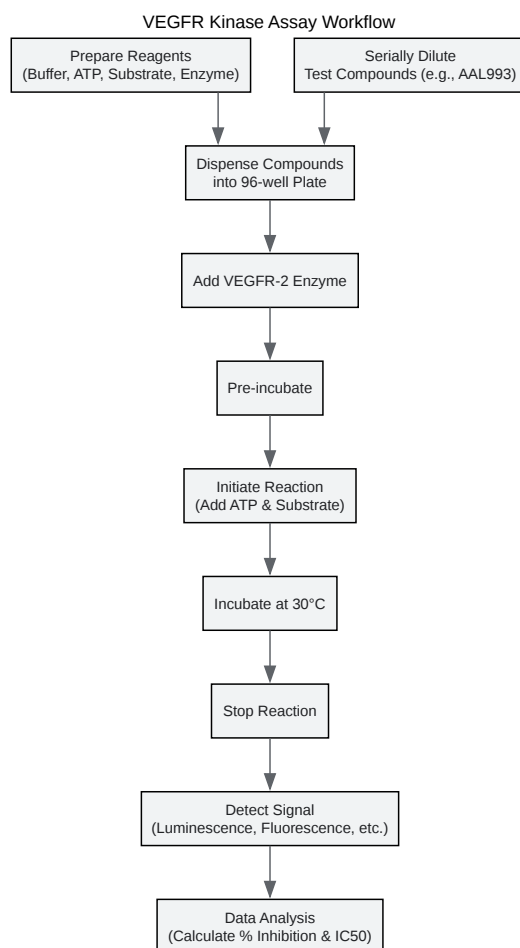 VEGFR Kinase Assay Workflow
Prepare Reagents
(Buffer, ATP, Substrate, Enzyme)
Serially Dilute
Test Compounds (e.g., AAL993)
Dispense Compounds
into 96-well Plate
Add VEGFR-2 Enzyme
Pre-incubate
Initiate Reaction
(Add ATP & Substrate)
Incubate at 30°C
Stop Reaction
Detect Signal
(Luminescence, Fluorescence, etc.)
Data Analysis
(Calculate % Inhibition & IC50)